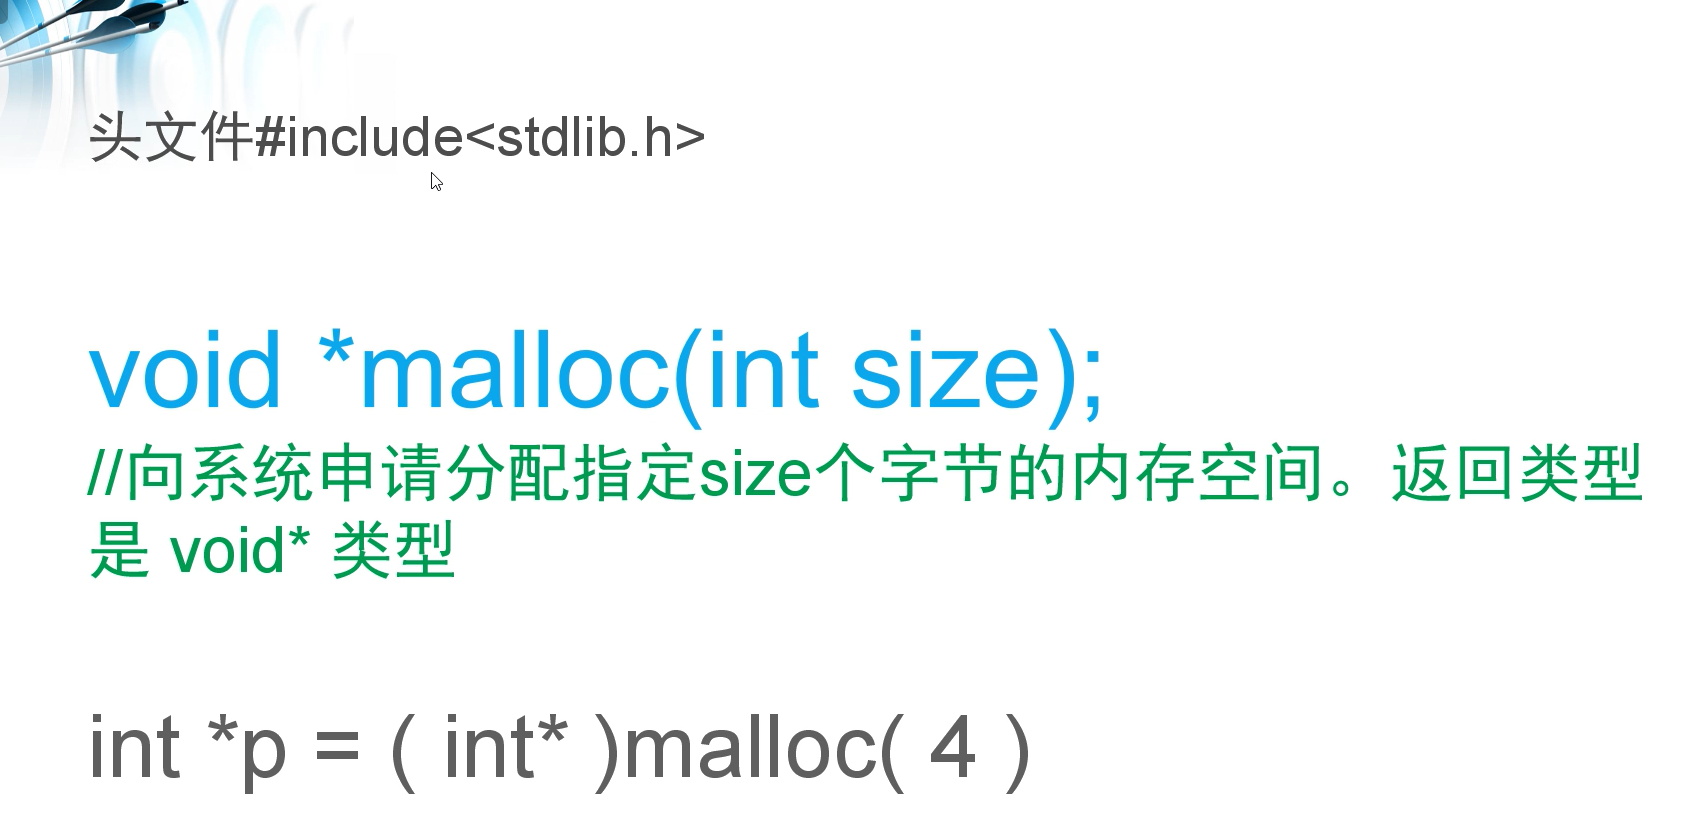 头文件#include<stdlib.h>
void *malloc(int size);
//向系统申请分配指定size个字节的内存空间。返回类型
是 void* 类型
int *p = ( int* )malloc( 4 )